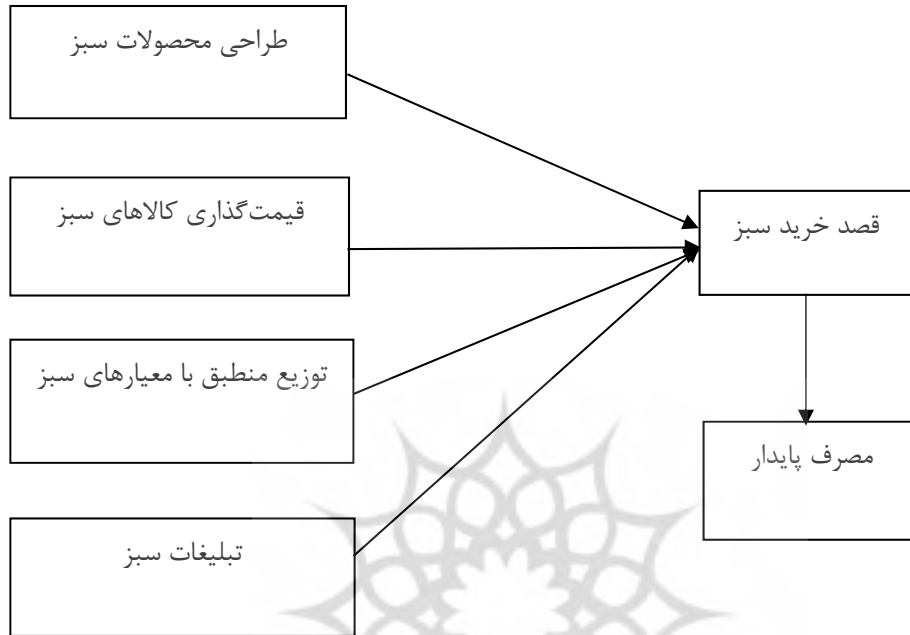 طراحی محصولات سبز
قیمت‌گذاری کالاهای سبز
قصد خرید سبز
توزیع منطبق با معیارهای سبز
مصرف پایدار
تبلیغات سبز